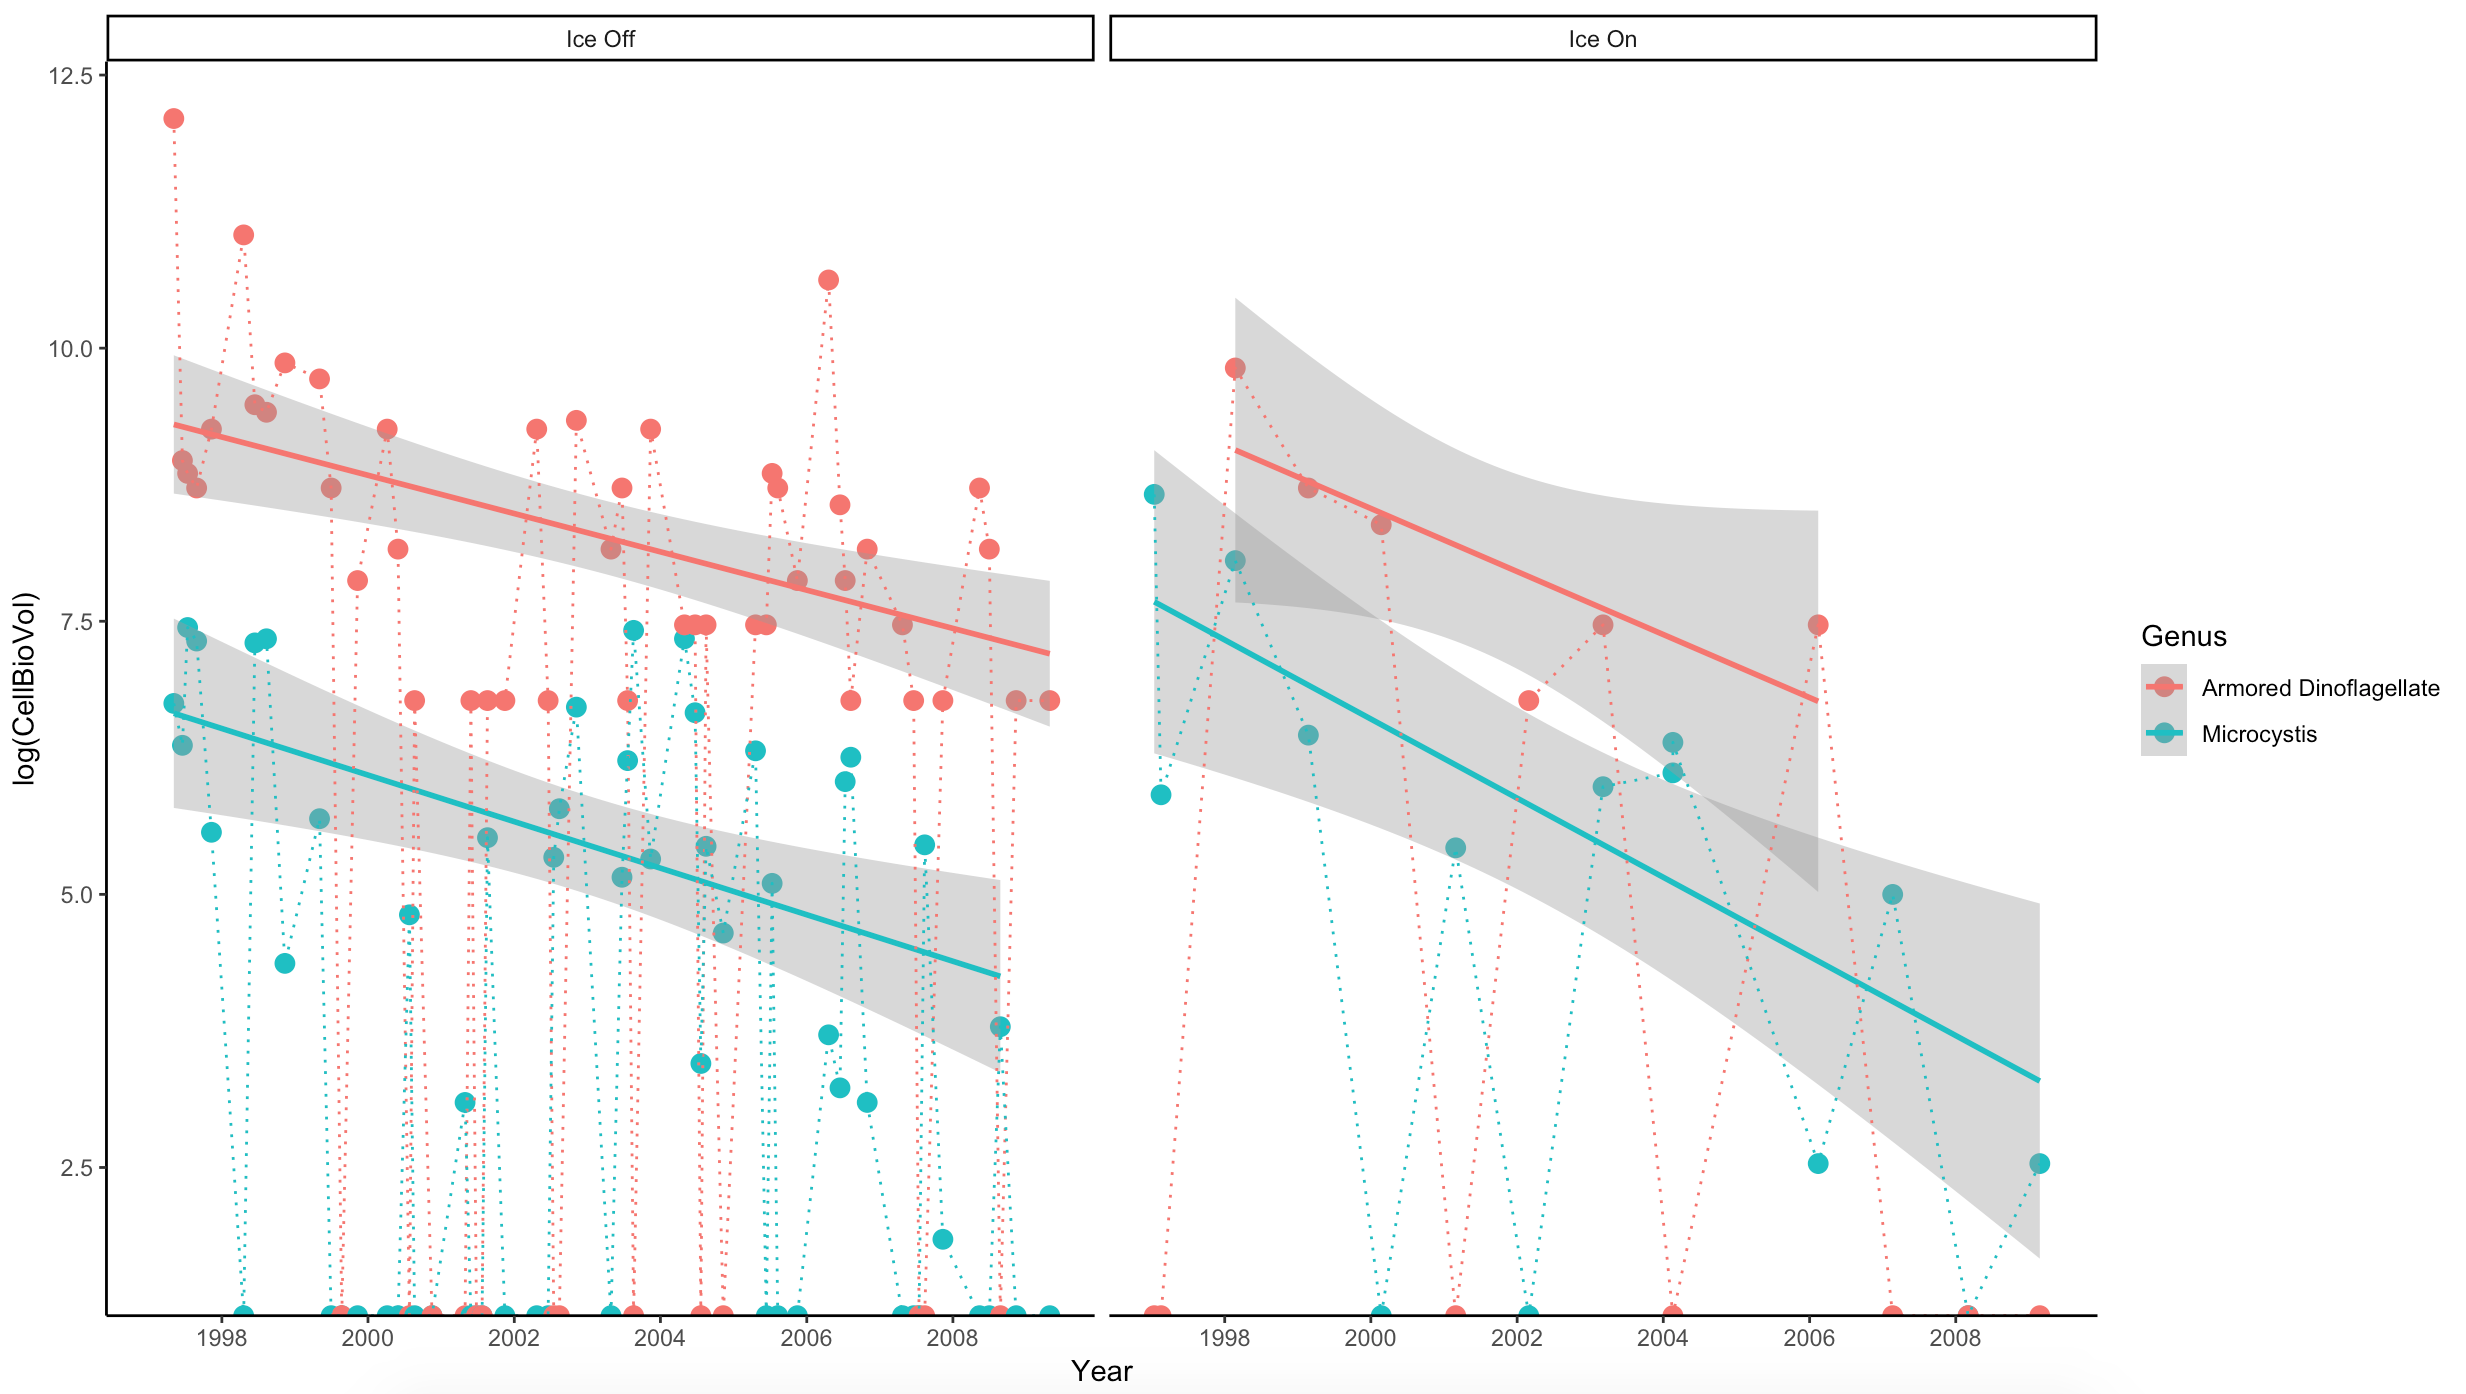 Ice Off
Ice On
12.5
10.0
7.5
5.0
2.5
log(CellBioVol)
1998 2000 2002 2004 2006 2008
1998 2000 2002 2004 2006 2008
Year
Genus
Armored Dinoflagellate
Microcystis